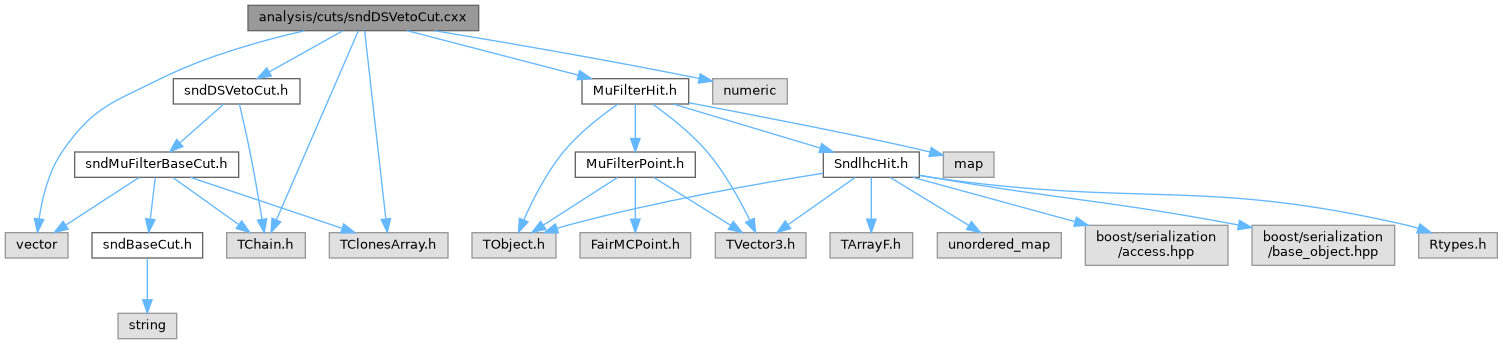 analysis/cuts/sndDSVetoCut.cxx
sndDSVetoCut.h
MuFilterHit.h
numeric
sndMuFilterBaseCut.h
MuFilterPoint.h
SndlhcHit.h
map
vector
sndBaseCut.h
TChain.h
TClonesArray.h
TObject.h
FairMCPoint.h
TVector3.h
TArrayF.h
unordered_map
boost/serialization
/access.hpp
boost/serialization
/base_object.hpp
Rtypes.h
string